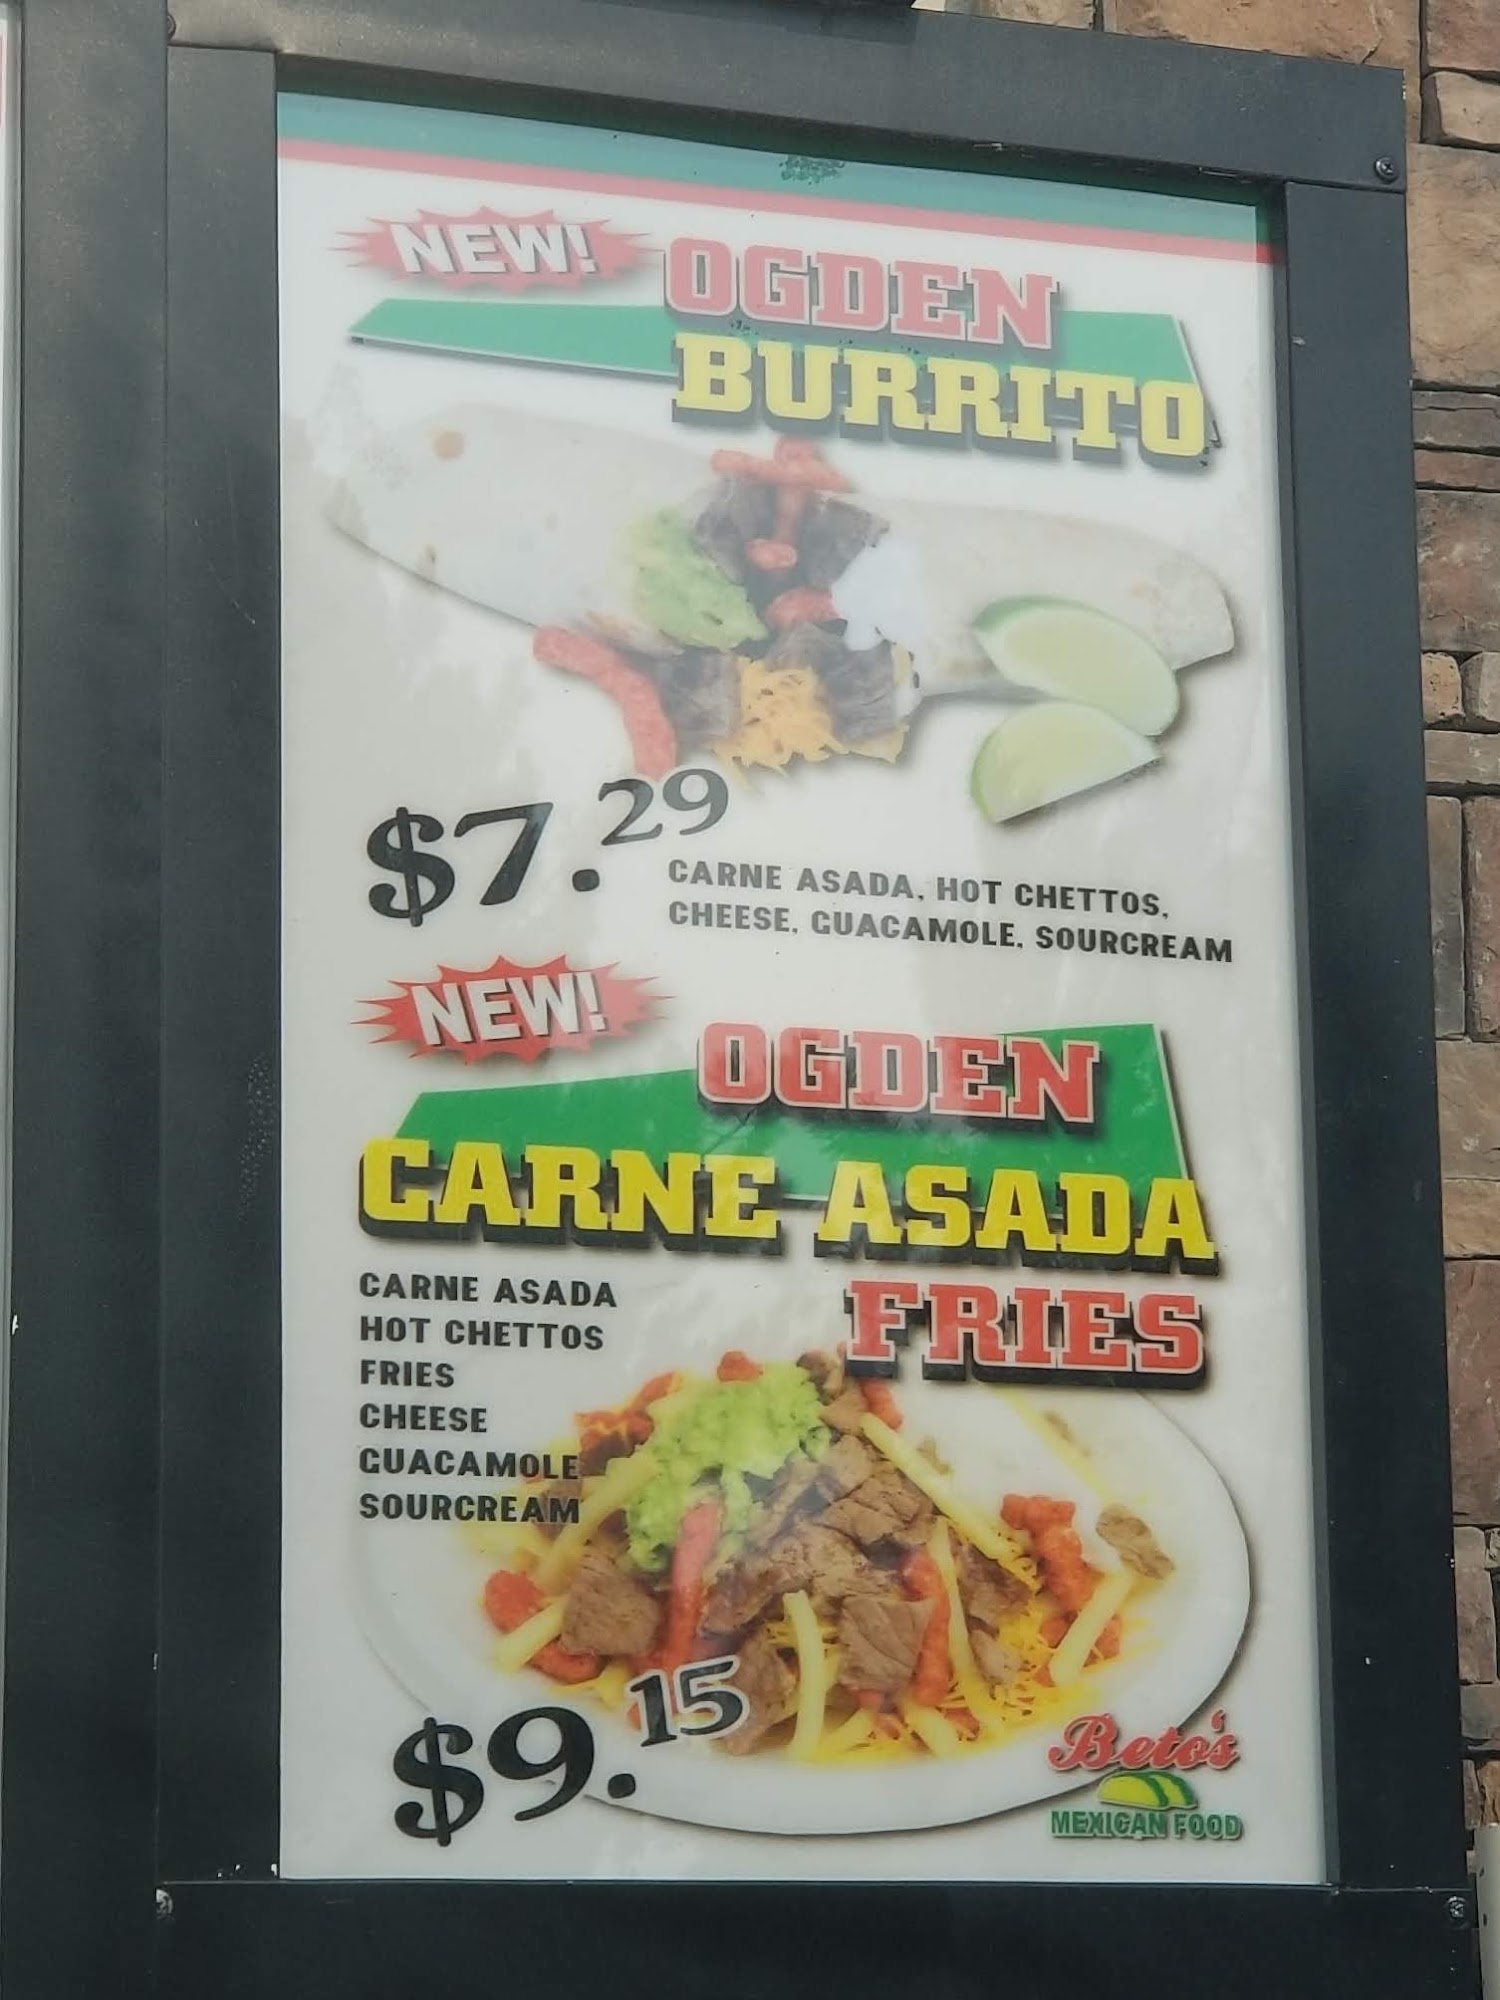 NEW!
OGDEN
BURRITO
$7.29
CARNE ASADA, HOT CHETTOS,
CHEESE, GUACAMOLE, SOURCREAM
NEW!
OGDEN
CARNE ASADA
FRIES
CARNE ASADA
HOT CHETTOS
FRIES
CHEESE
GUACAMOLE
SOURCREAM
$9.15
Beto's
MEXICAN FOOD